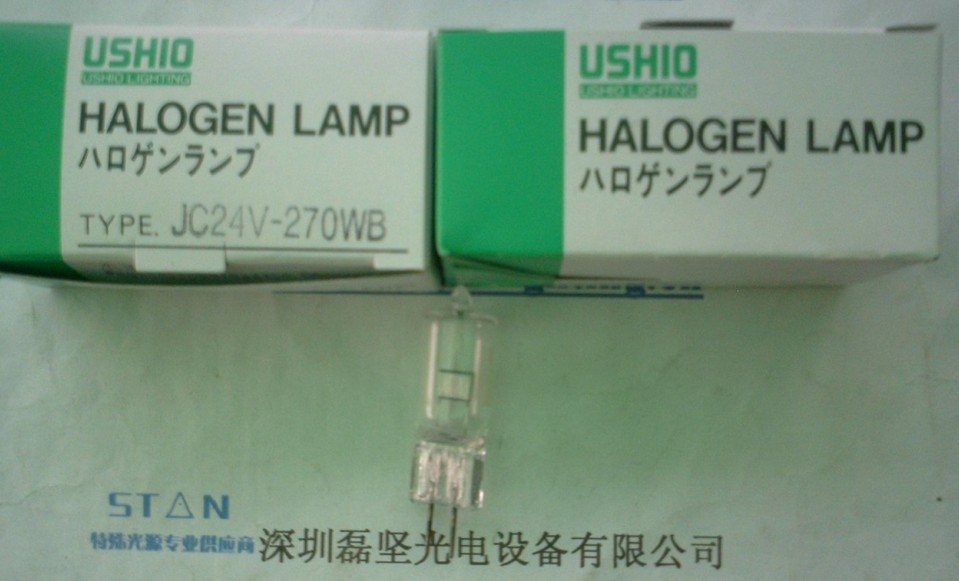 USHIO
USHIO LIGHTING
HALOGEN LAMP
ハロゲンランプ
TYPE. JC24V-270WB
USHIO
USHIO LIGHTING
HALOGEN LAMP
ハロゲンランプ
STAN
特殊光源专业供应商
深圳磊坚光电设备有限公司